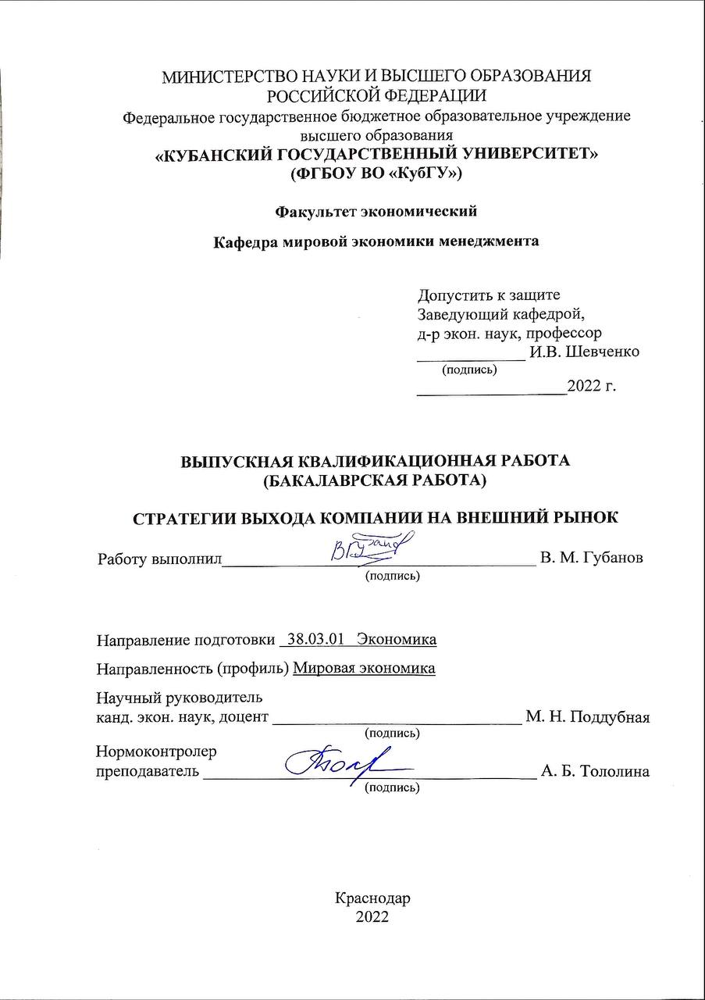 МИНИСТЕРСТВО НАУКИ И ВЫСШЕГО ОБРАЗОВАНИЯ
РОССИЙСКОЙ ФЕДЕРАЦИИ
Федеральное государственное бюджетное образовательное учреждение
высшего образования
«КУБАНСКИЙ ГОСУДАРСТВЕННЫЙ УНИВЕРСИТЕТ»
(ФГБОУ ВО «КубГУ»)
Факультет экономический
Кафедра мировой экономики менеджмента
Допустить к защите
Заведующий кафедрой,
д-р экон. наук, профессор
_____________ И.В. Шевченко
(подпись)
__________________2022 г.
ВЫПУСКНАЯ КВАЛИФИКАЦИОННАЯ РАБОТА
(БАКАЛАВРСКАЯ РАБОТА)
СТРАТЕГИИ ВЫХОДА КОМПАНИИ НА ВНЕШНИЙ РЫНОК
Работу выполнил______________________________________ В. М. Губанов
(подпись)
Направление подготовки 38.03.01 Экономика
Направленность (профиль) Мировая экономика
Научный руководитель
канд. экон. наук, доцент ______________________________ М. Н. Поддубная
(подпись)
Нормоконтролер
преподаватель ________________________________________ А. Б. Тололина
(подпись)
Краснодар
2022